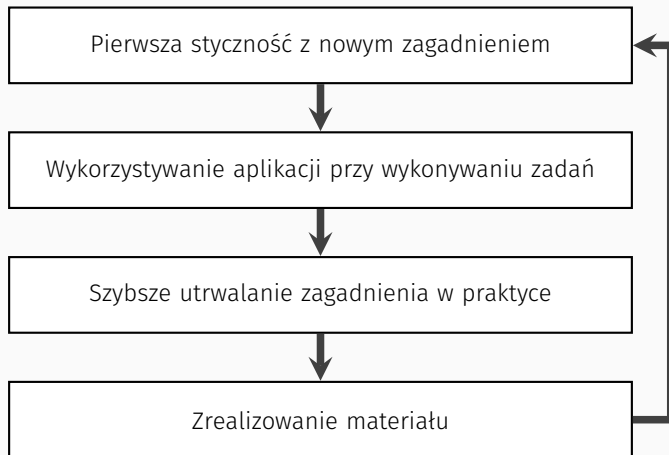 Pierwsza styczność z nowym zagadnieniem
Wykorzystywanie aplikacji przy wykonywaniu zadań
Szybsze utrwalanie zagadnienia w praktyce
Zrealizowanie materiału